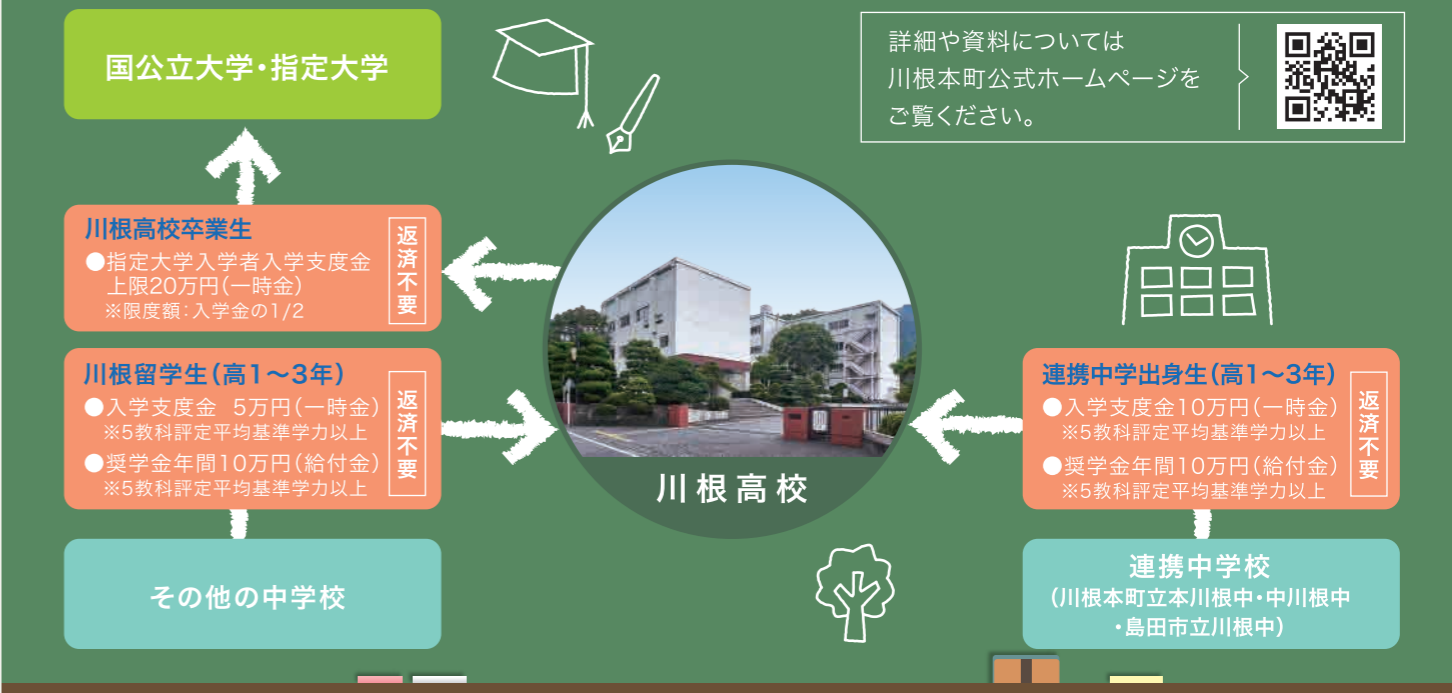 国公立大学・指定大学
詳細や資料については
川根本町公式ホームページを
ご覧ください。
川根高校卒業生
●指定大学入学者入学支度金
上限20万円(一時金)
※限度額:入学金の1/2
返済不要
川根留学生(高1〜3年)
●入学支度金 5万円(一時金)
※5教科評定平均基準学力以上
●奨学金年間10万円(給付金)
※5教科評定平均基準学力以上
返済不要
その他の中学校
川根高校
連携中学出身生(高1〜3年)
●入学支度金10万円(一時金)
※5教科評定平均基準学力以上
●奨学金年間10万円(給付金)
※5教科評定平均基準学力以上
返済不要
連携中学校
(川根本町立本川根中・中川根中
・島田市立川根中)